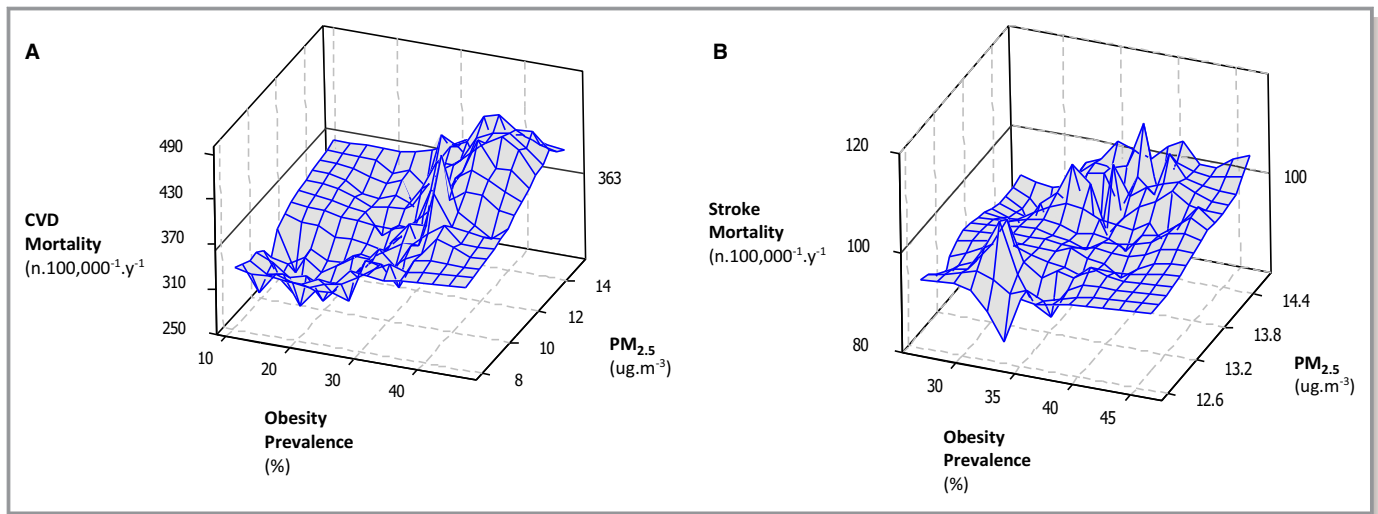 A
490
430
370
310
250
CVD
Mortality
(n.100,000⁻¹.y⁻¹
10
20
30
40
Obesity
Prevalence
(%)
363
14
12
10
8
PM₂.₅
(ug.m⁻³)
B
120
100
80
Stroke
Mortality
(n.100,000⁻¹.y⁻¹
30
35
40
45
Obesity
Prevalence
(%)
100
14.4
13.8
13.2
12.6
PM₂.₅
(ug.m⁻³)